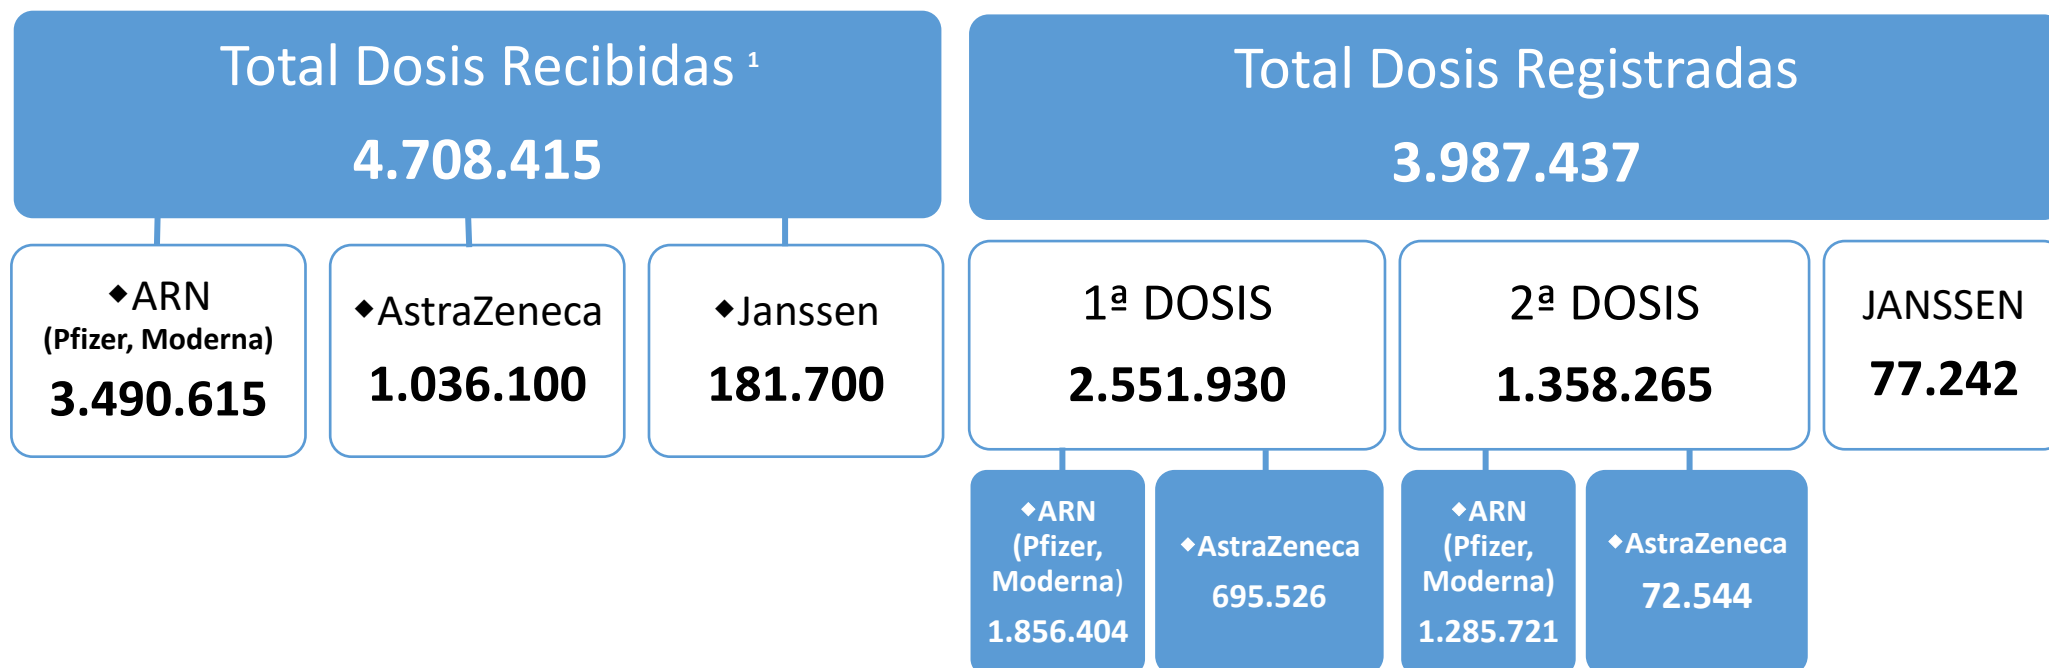 Total Dosis Recibidas 1
4.708.415
◆ARN
(Pfizer, Moderna)
3.490.615
◆AstraZeneca
1.036.100
◆Janssen
181.700
Total Dosis Registradas
3.987.437
1ª DOSIS
2.551.930
2ª DOSIS
1.358.265
JANSSEN
77.242
◆ARN
(Pfizer,
Moderna)
1.856.404
◆AstraZeneca
695.526
◆ARN
(Pfizer,
Moderna)
1.285.721
◆AstraZeneca
72.544